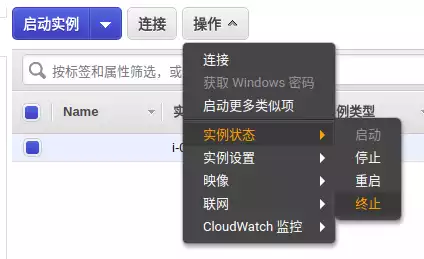 启动实例 连接 操作
按标签和属性筛选，或
连接
获取 Windows 密码
启动更多类似项
Name 例类型
实例状态 启动
i-0
实例设置 停止
映像 重启
联网 终止
CloudWatch 监控